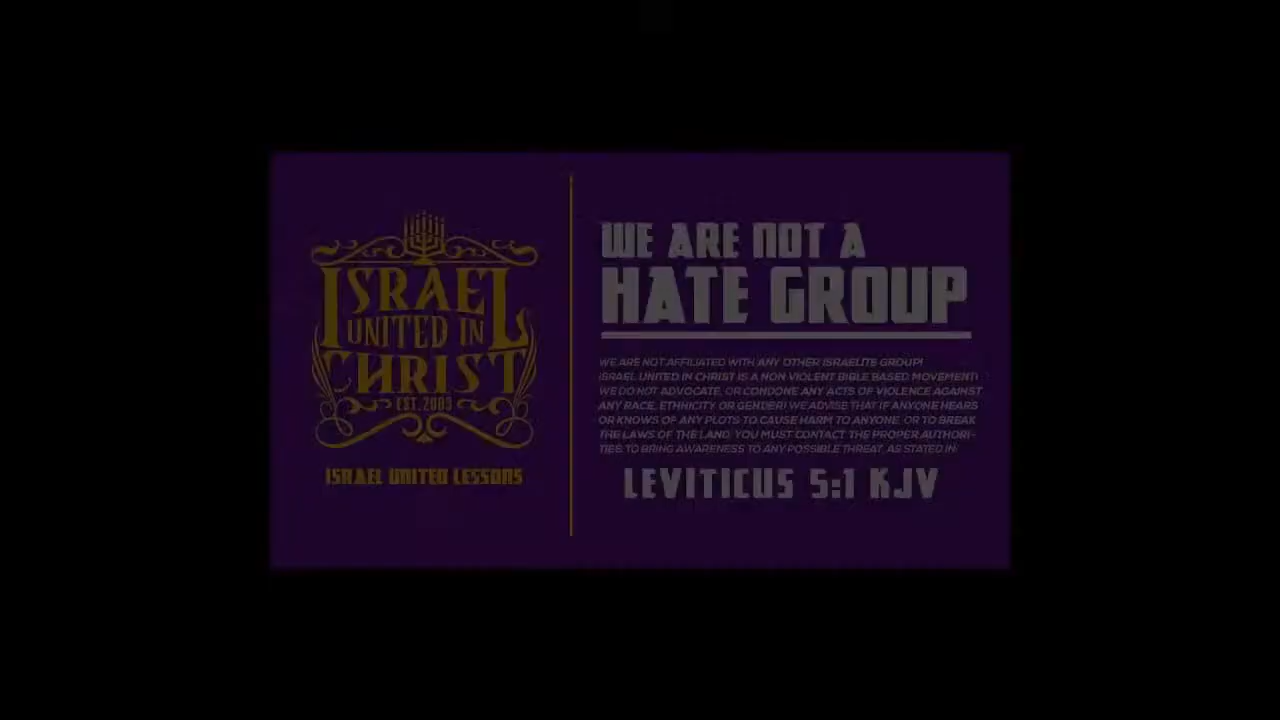 ISRAEL
UNITED IN
CHRIST
EST. 2003
ISRAEL UNITED LESSONS
WE ARE NOT A
HATE GROUP
WE ARE NOT AFFILIATED WITH ANY OTHER ISRAELITE GROUP!
ISRAEL UNITED IN CHRIST IS A NON VIOLENT BIBLE BASED MOVEMENT!
WE DO NOT ADVOCATE, OR CONDONE ANY ACTS OF VIOLENCE AGAINST
ANY RACE, ETHNICITY OR GENDER! WE ADVISE THAT IF ANYONE HEARS
OR KNOWS OF ANY PLOTS TO CAUSE HARM TO ANYONE, OR TO BREAK
THE LAWS OF THE LAND, YOU MUST CONTACT THE PROPER AUTHORI-
TIES TO BRING AWARENESS TO ANY POSSIBLE THREAT, AS STATED IN:
LEVITICUS 5:1 KJV